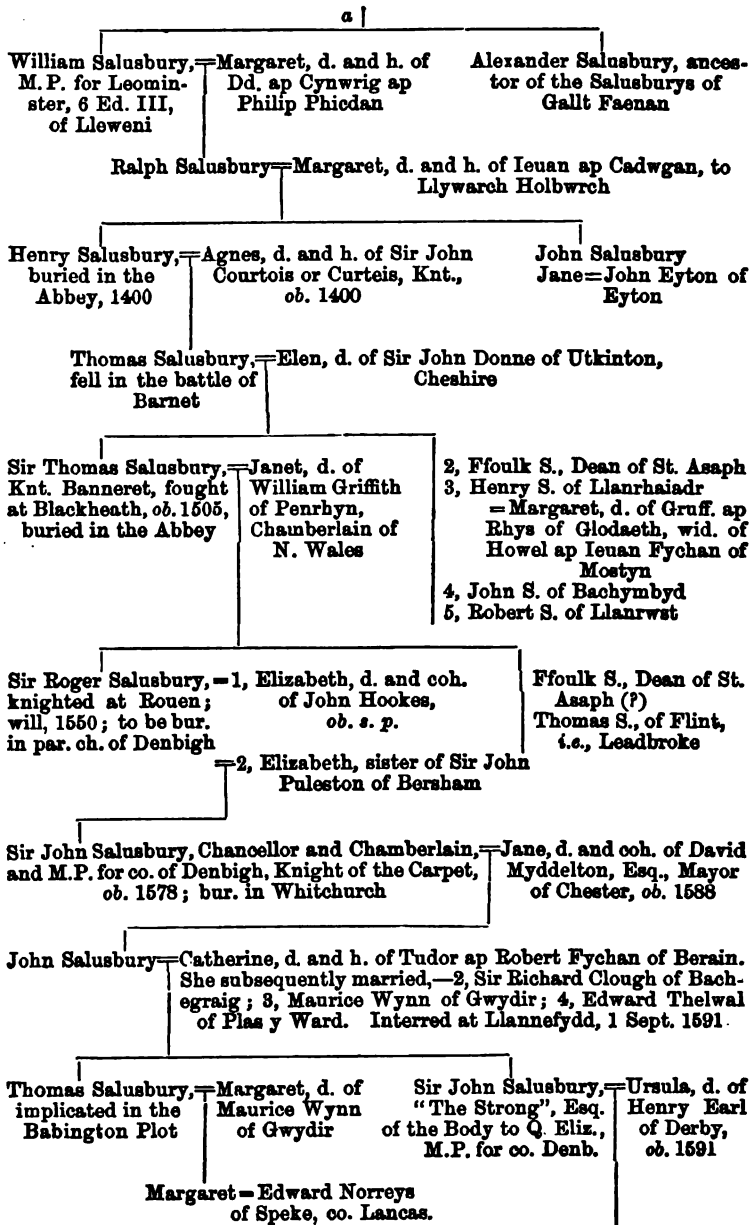 a
William Salusbury,=Margaret, d. and h. of
M.P. for Leomin-
ster, 6 Ed. III,
of Lleweni
Dd. ap Cynwrig ap
Philip Phicdan
Alexander Salusbury, ances-
tor of the Salusburys of
Gallt Faenan
Ralph Salusbury=Margaret, d. and h. of Ieuan ap Cadwgan, to
Llywarch Holbwrch
Henry Salusbury,=Agnes, d. and h. of Sir John
buried in the
Abbey, 1400
Courtois or Curteis, Knt.,
ob. 1400
John Salusbury
Jane=John Eyton of
Eyton
Thomas Salusbury,=Elen, d. of Sir John Donne of Utkinton,
fell in the battle of
Barnet
Cheshire
Sir Thomas Salusbury,=Janet, d. of
Knt. Banneret, fought
at Blackheath, ob. 1505,
buried in the Abbey
William Griffith
of Penrhyn,
Chamberlain of
N. Wales
2, Ffoulk S., Dean of St. Asaph
3, Henry S. of Llanrhaiadr
=Margaret, d. of Gruff. ap
Rhys of Glodaeth, wid. of
Howel ap Ieuan Fychan of
Mostyn
4, John S. of Bachymbyd
5, Robert S. of Llanrwst
Sir Roger Salusbury,=1, Elizabeth, d. and coh.
knighted at Rouen;
will, 1550; to be bur.
in par. ch. of Denbigh
of John Hookes,
ob. s. p.
=2, Elizabeth, sister of Sir John
Puleston of Bersham
Ffoulk S., Dean of St.
Asaph (?)
Thomas S., of Flint,
i.e., Leadbroke
Sir John Salusbury, Chancellor and Chamberlain,=Jane, d. and coh. of David
and M.P. for co. of Denbigh, Knight of the Carpet,
ob. 1578; bur. in Whitchurch
Myddelton, Esq., Mayor
of Chester, ob. 1588
John Salusbury=Catherine, d. and h. of Tudor ap Robert Fychan of Berain.
She subsequently married,—2, Sir Richard Clough of Bach-
egraig; 3, Maurice Wynn of Gwydir; 4, Edward Thelwal
of Plas y Ward. Interred at Llannefydd, 1 Sept. 1591.
Thomas Salusbury,=Margaret, d. of
implicated in the
Babington Plot
Maurice Wynn
of Gwydir
Sir John Salusbury,=Ursula, d. of
"The Strong", Esq.
of the Body to Q. Eliz.,
M.P. for co. Denb.
Henry Earl
of Derby,
ob. 1591
Margaret=Edward Norreys
of Speke, co. Lancas.